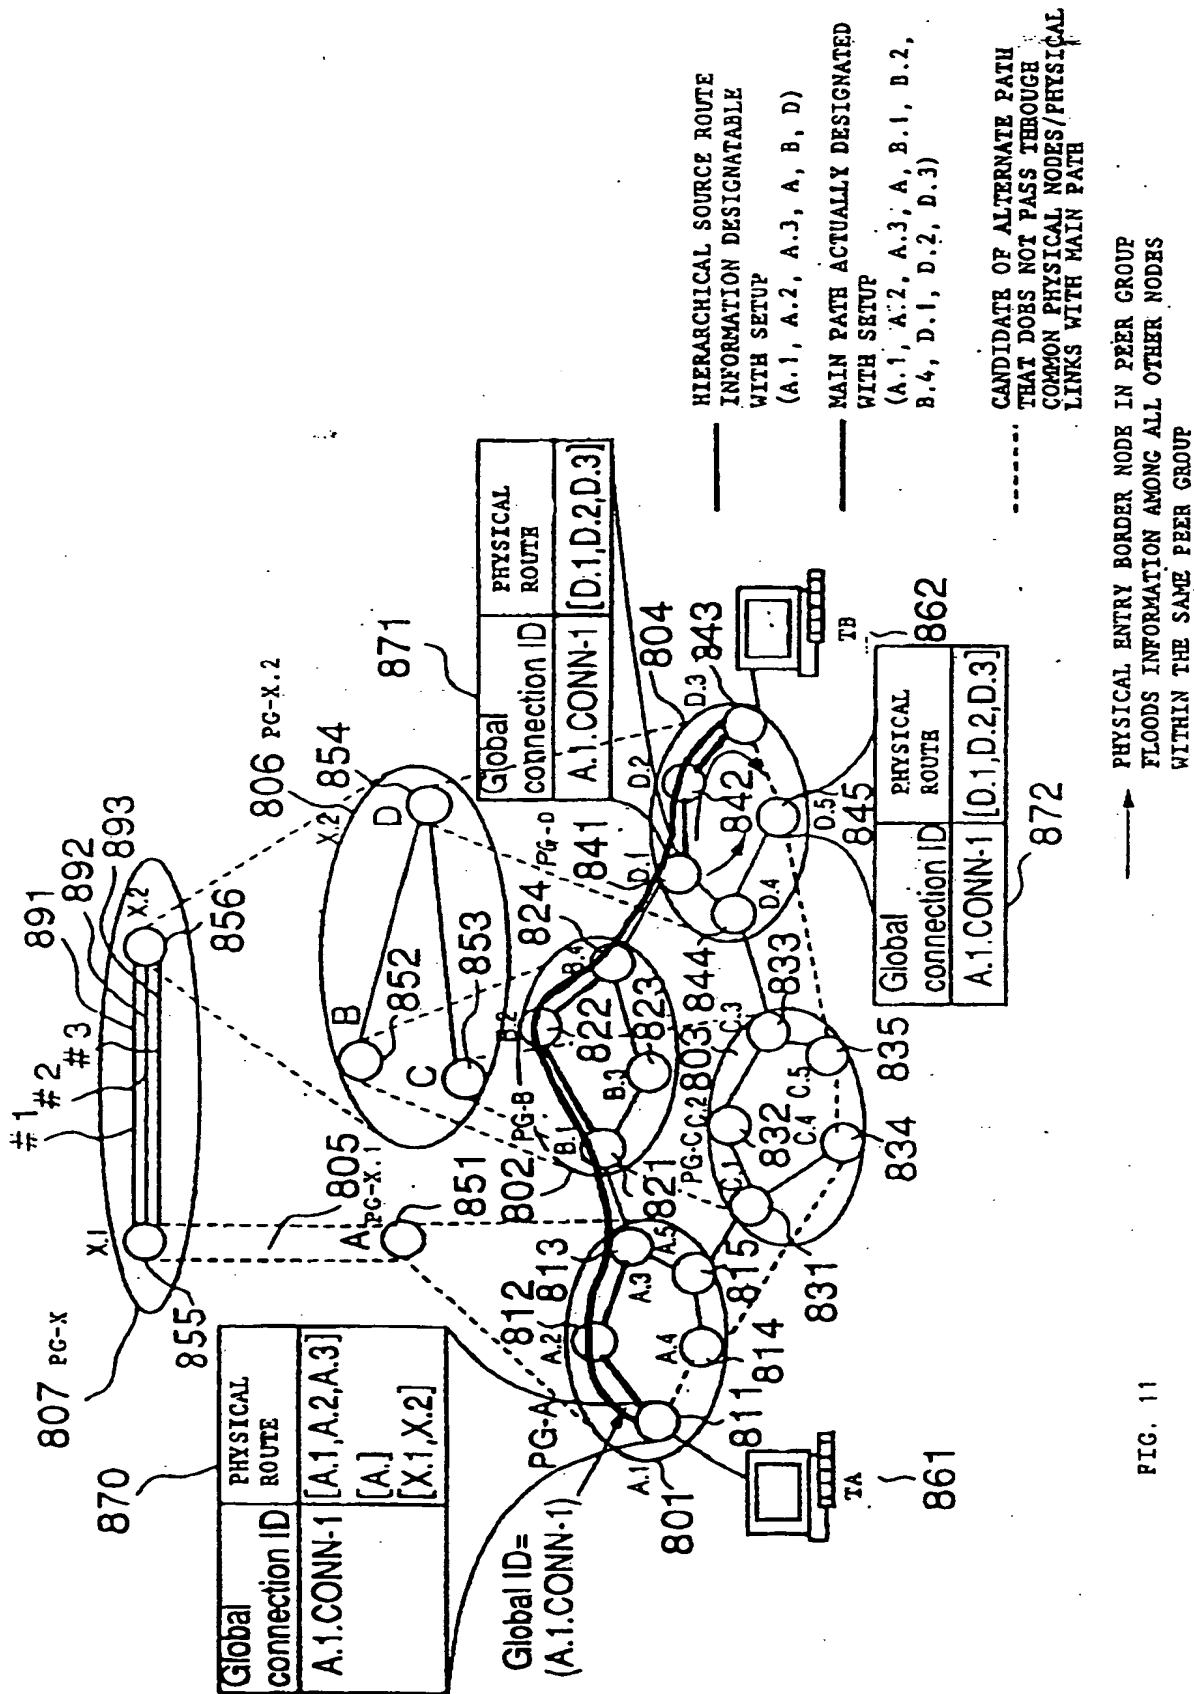 807 PG-X
X.1
855
#1
#2
#3
891
892
893
X.2
856
806 PG-X.2
X.2
854
B
852
C
853
D
805
PG-X.1
A
851
870
Global
connection ID
PHYSICAL
ROUTE
A.1.CONN-1
[A.1,A.2,A.3]
[A.]
[X.1,X.2]
Global ID=
(A.1.CONN-1)
871
Global
connection ID
PHYSICAL
ROUTE
A.1.CONN-1
[D.1,D.2,D.3]
PG-A
801
A.1
811
A.2
812
813
A.3
A.4
814
A.5
815
TA
861
802
PG-B
B.1
821
B.2
822
B.3
823
B.4
824
PG-C
803
C.1
831
C.2
832
C.3
833
C.4
834
C.5
835
PG-D
804
D.1
841
D.2
842
D.3
843
D.4
844
D.5
845
TB
862
Global
connection ID
PHYSICAL
ROUTE
A.1.CONN-1
[D.1,D.2,D.3]
872
HIERARCHICAL SOURCE ROUTE
INFORMATION DESIGNATABLE
WITH SETUP
(A.1, A.2, A.3, A, B, D)
MAIN PATH ACTUALLY DESIGNATED
WITH SETUP
(A.1, A.2, A.3, A, B.1, B.2,
B.4, D.1, D.2, D.3)
CANDIDATE OF ALTERNATE PATH
THAT DOES NOT PASS THROUGH
COMMON PHYSICAL NODES/PHYSICAL
LINKS WITH MAIN PATH
PHYSICAL ENTRY BORDER NODE IN PEER GROUP
FLOODS INFORMATION AMONG ALL OTHER NODES
WITHIN THE SAME PEER GROUP
FIG. 11